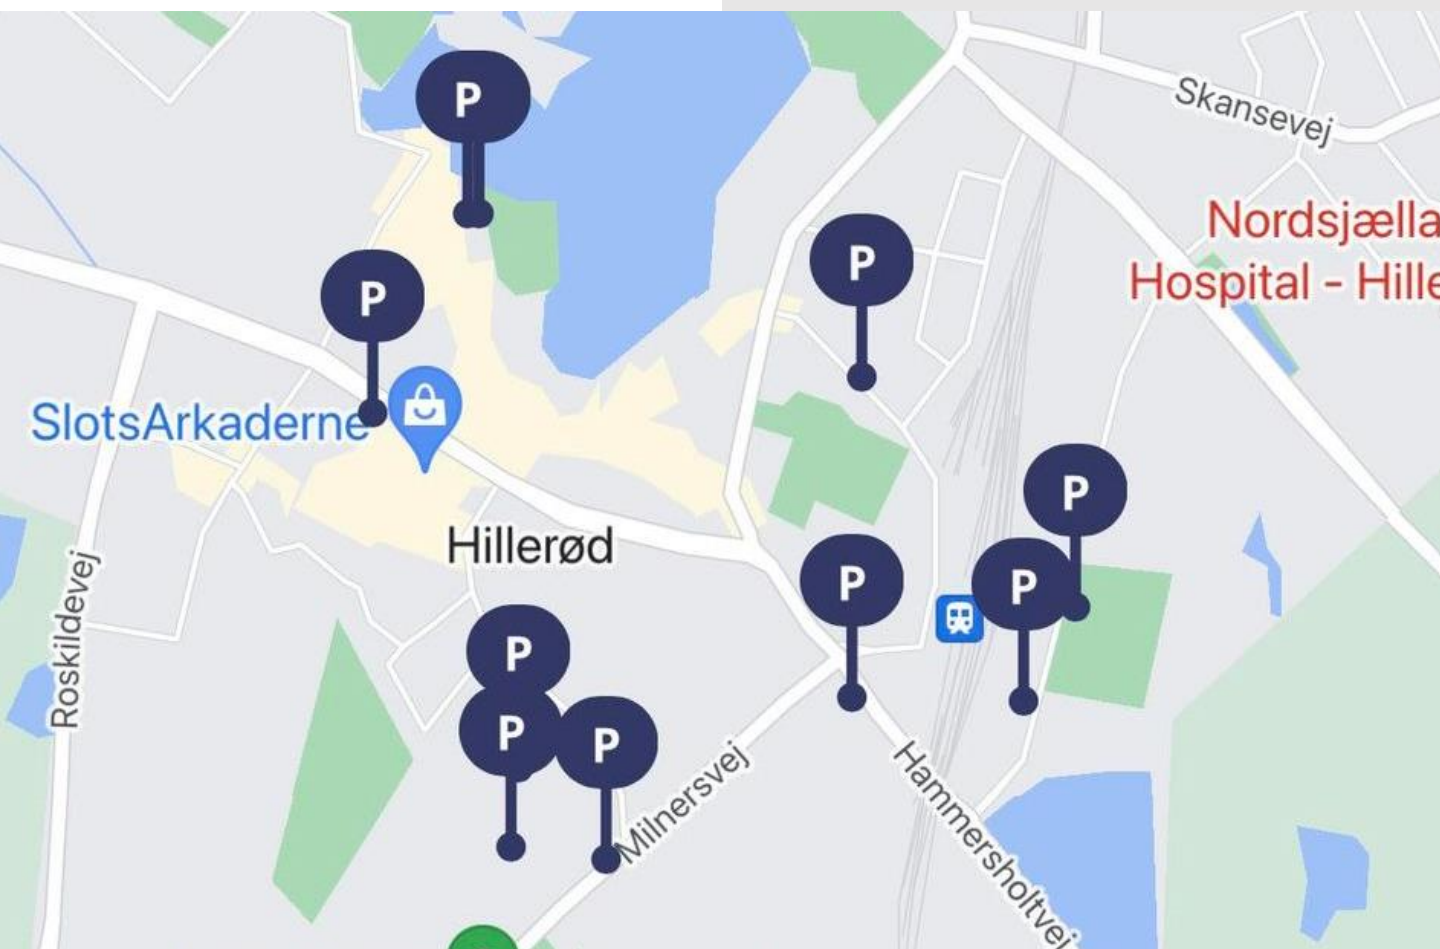 P
Skansevej
Nordsjælla
Hospital - Hille
P
P
SlotsArkaderne
P
Hillerød
P
P
Roskildevej
P
P
P
Milnersvej
Hammersholtvej